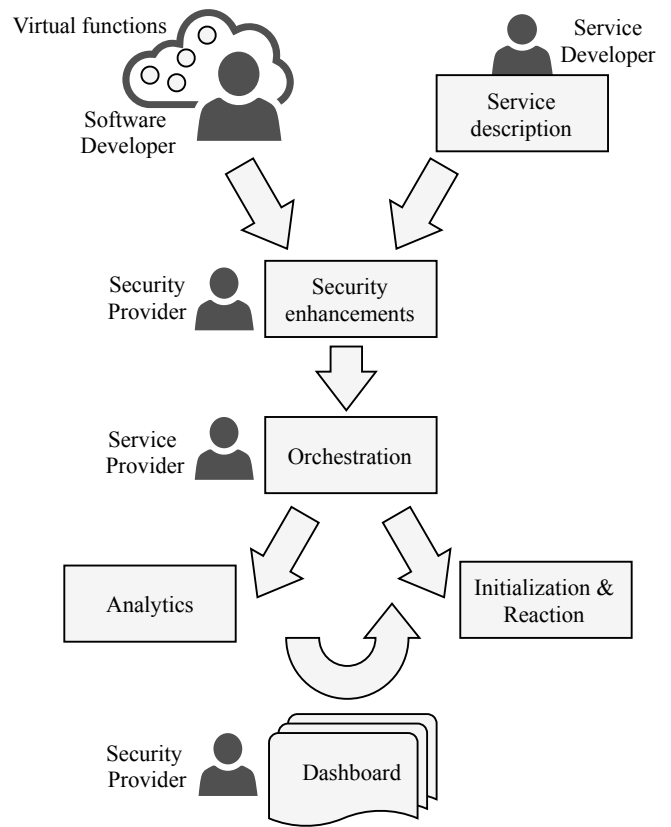 Virtual functions
Software
Developer
Service
Developer
Service
description
Security
Provider
Security
enhancements
Service
Provider
Orchestration
Analytics
Initialization &
Reaction
Security
Provider
Dashboard